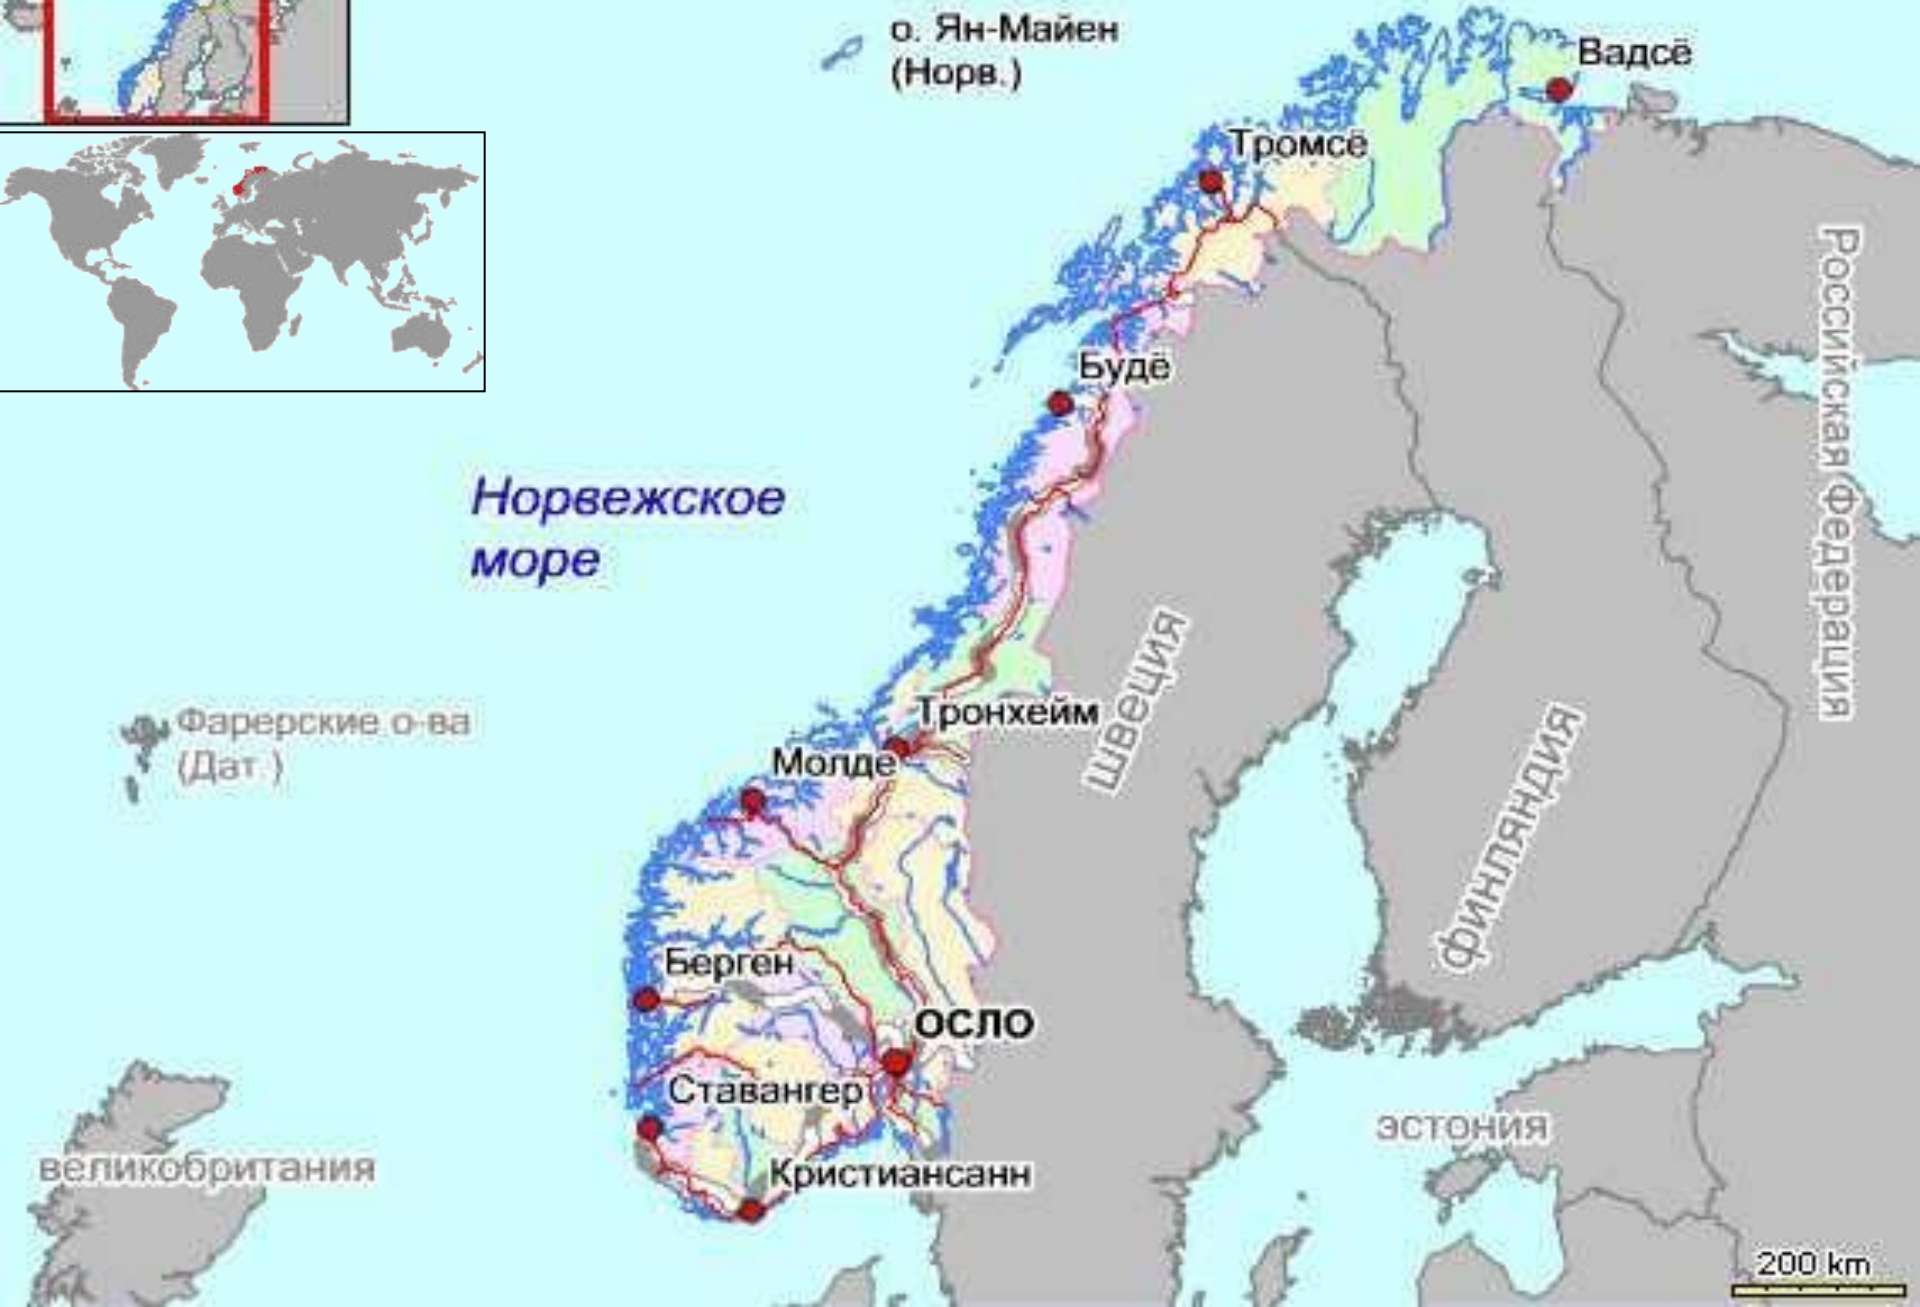 о. Ян-Майен
(Норв.)
Вадсё
Тромсё
Российская Федерация
Будё
Норвежское
море
ШВЕЦИЯ
Фарерские о-ва
(Дат.)
Тронхейм
Молде
ФИНЛЯНДИЯ
Берген
ОСЛО
Ставангер
ЭСТОНИЯ
ВЕЛИКОБРИТАНИЯ
Кристиансанн
200 km